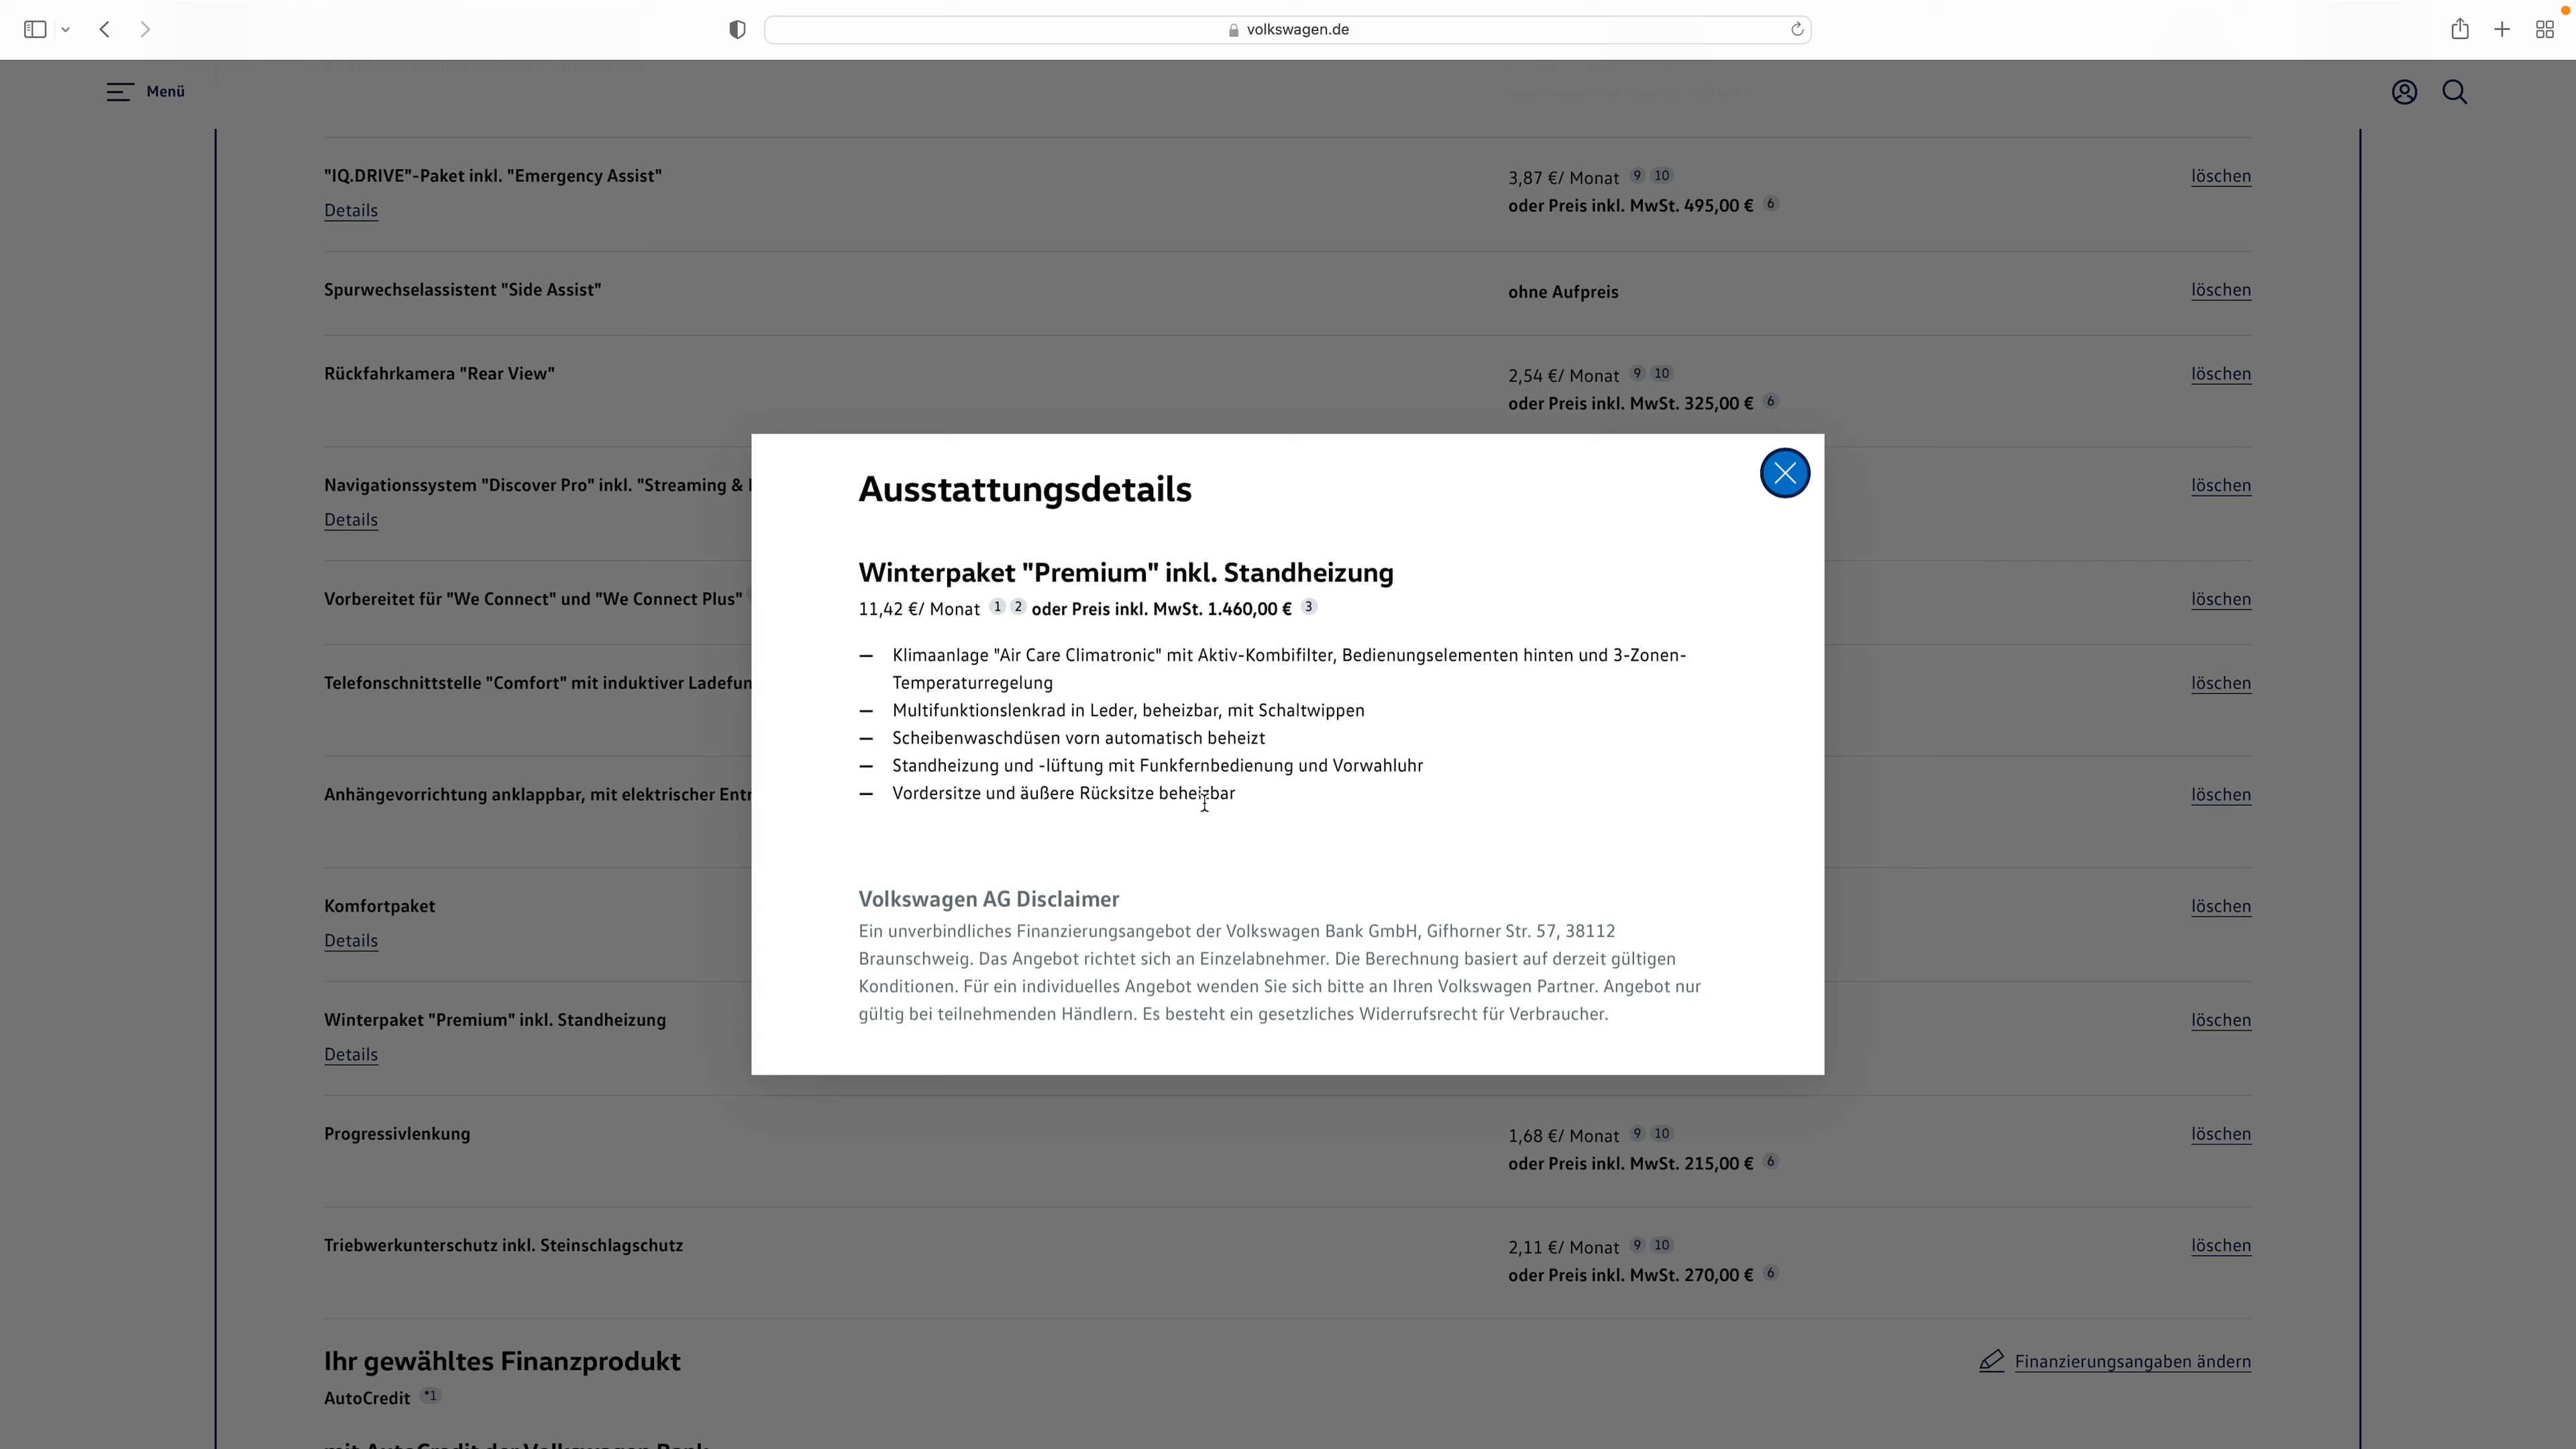 volkswagen.de
Menü
"IQ.DRIVE"-Paket inkl. "Emergency Assist"
3,87 €/ Monat 9 10
löschen
Details
oder Preis inkl. MwSt. 495,00 € 6
Spurwechselassistent "Side Assist"
ohne Aufpreis
löschen
Rückfahrkamera "Rear View"
2,54 €/ Monat 9 10
löschen
oder Preis inkl. MwSt. 325,00 € 6
Navigationssystem "Discover Pro" inkl. "Streaming &
löschen
Details
Vorbereitet für "We Connect" und "We Connect Plus"
löschen
Telefonschnittstelle "Comfort" mit induktiver
löschen
Anhängevorrichtung anklappbar, mit elektrischer
löschen
Komfortpaket
löschen
Details
Winterpaket "Premium" inkl. Standheizung
löschen
Details
Ausstattungsdetails
Winterpaket "Premium" inkl. Standheizung
11,42 €/ Monat 1 2 oder Preis inkl. MwSt. 1.460,00 € 3
— Klimaanlage "Air Care Climatronic" mit Aktiv-Kombifilter, Bedienungselementen hinten und 3-Zonen-
Temperaturregelung
— Multifunktionslenkrad in Leder, beheizbar, mit Schaltwippen
— Scheibenwaschdüsen vorn automatisch beheizt
— Standheizung und -lüftung mit Funkfernbedienung und Vorwahluhr
— Vordersitze und äußere Rücksitze beheizbar
Volkswagen AG Disclaimer
Ein unverbindliches Finanzierungsangebot der Volkswagen Bank GmbH, Gifhorner Str. 57, 38112
Braunschweig. Das Angebot richtet sich an Einzelabnehmer. Die Berechnung basiert auf derzeit gültigen
Konditionen. Für ein individuelles Angebot wenden Sie sich bitte an Ihren Volkswagen Partner. Angebot nur
gültig bei teilnehmenden Händlern. Es besteht ein gesetzliches Widerrufsrecht für Verbraucher.
Progressivlenkung
1,68 €/ Monat 9 10
löschen
oder Preis inkl. MwSt. 215,00 € 6
Triebwerkunterschutz inkl. Steinschlagschutz
2,11 €/ Monat 9 10
löschen
oder Preis inkl. MwSt. 270,00 € 6
Ihr gewähltes Finanzprodukt
Finanzierungsangaben ändern
AutoCredit *1
mit AutoCredit der Volkswagen Bank